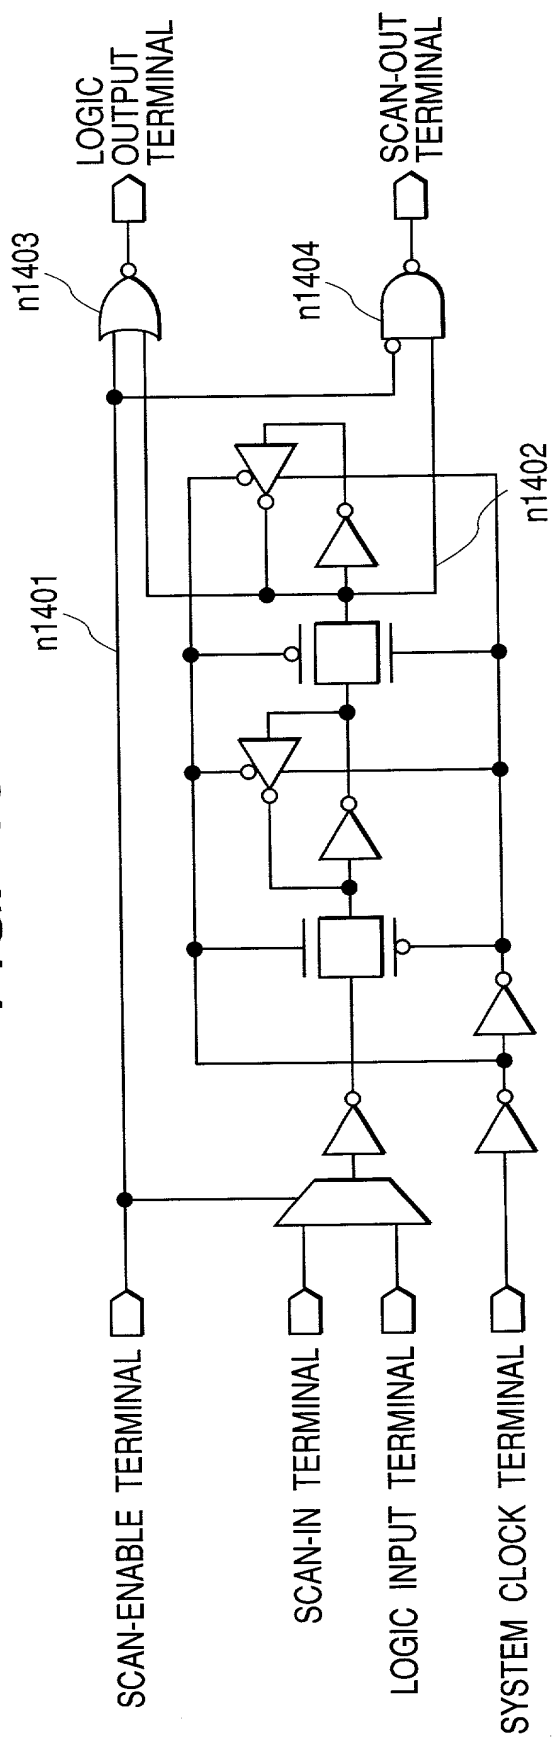 SCAN-ENABLE TERMINAL
SCAN-IN TERMINAL
LOGIC INPUT TERMINAL
SYSTEM CLOCK TERMINAL
n1401
n1402
n1403
n1404
LOGIC
OUTPUT
TERMINAL
SCAN-OUT
TERMINAL